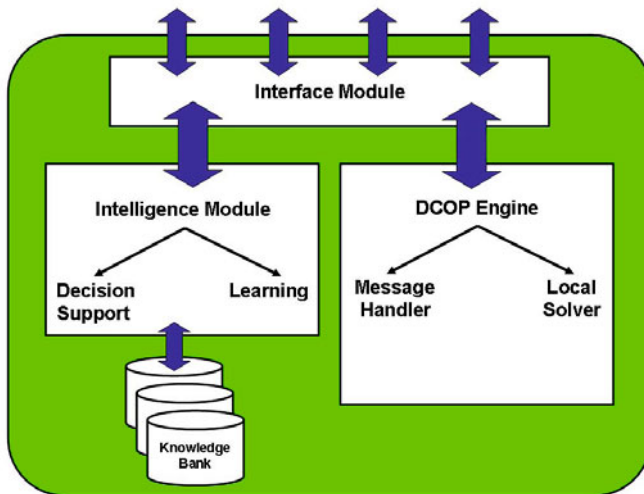 Interface Module
Intelligence Module
DCOP Engine
Decision
Support
Learning
Message
Handler
Local
Solver
Knowledge
Bank